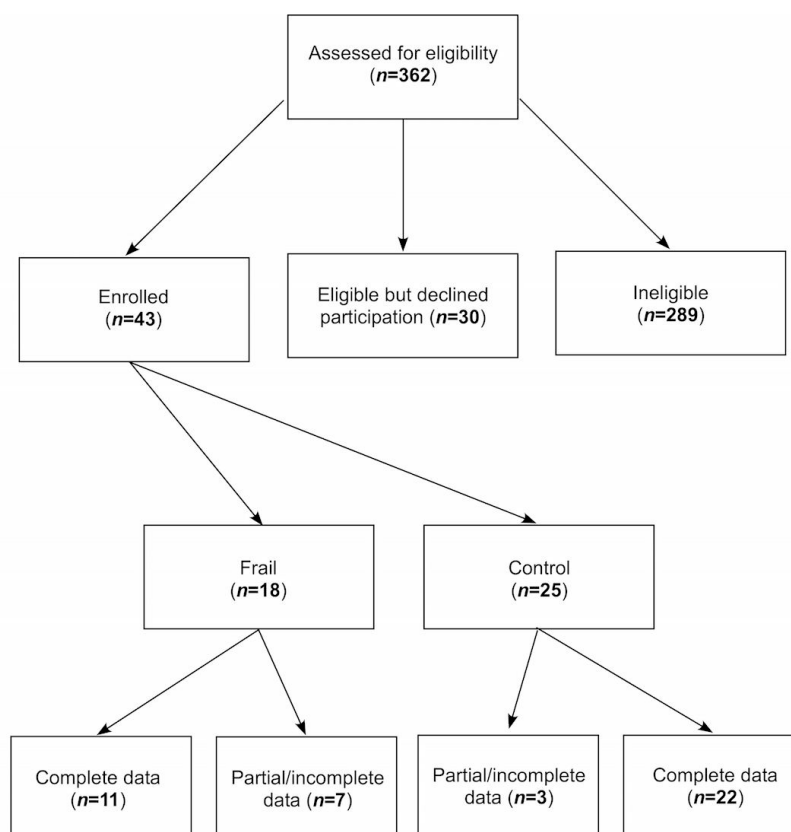 Assessed for eligibility
(n=362)
Enrolled
(n=43)
Eligible but declined
participation (n=30)
Ineligible
(n=289)
Frail
(n=18)
Control
(n=25)
Complete data
(n=11)
Partial/incomplete
data (n=7)
Partial/incomplete
data (n=3)
Complete data
(n=22)